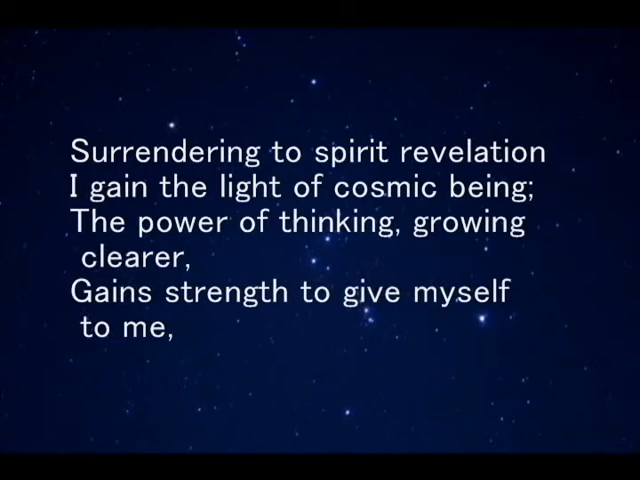 Surrendering to spirit revelation
I gain the light of cosmic being;
The power of thinking, growing
clearer,
Gains strength to give myself
to me,